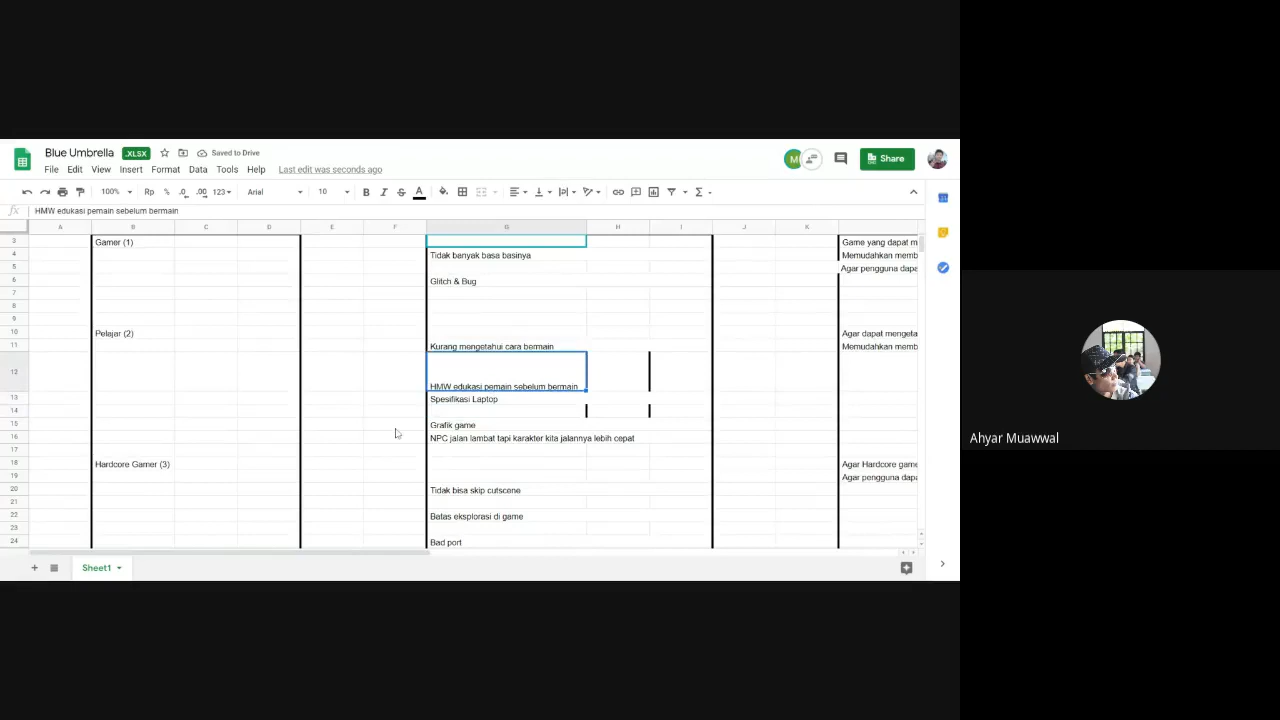 Blue Umbrella .XLSX Saved to Drive
File Edit View Insert Format Data Tools Help Last edit was seconds ago
M Share
100% Rp % .0 .00 123 Arial 10 B I S A Σ
fx HMW edukasi pemain sebelum bermain
A B C D E F G H I J K
3 Gamer (1) Game yang dapat m
4 Tidak banyak basa basinya Memudahkan memb
5 Agar pengguna dapa
6 Glitch & Bug
7
8
9
10 Pelajar (2) Agar dapat mengeta
11 Kurang mengetahui cara bermain Memudahkan memb
12 HMW edukasi pemain sebelum bermain
13 Spesifikasi Laptop
14
15 Grafik game
16 NPC jalan lambat tapi karakter kita jalannya lebih cepat
17
18 Hardcore Gamer (3) Agar Hardcore game
19 Agar pengguna dapa
20 Tidak bisa skip cutscene
21
22 Batas eksplorasi di game
23
24 Bad port
Sheet1
Ahyar Muawwal